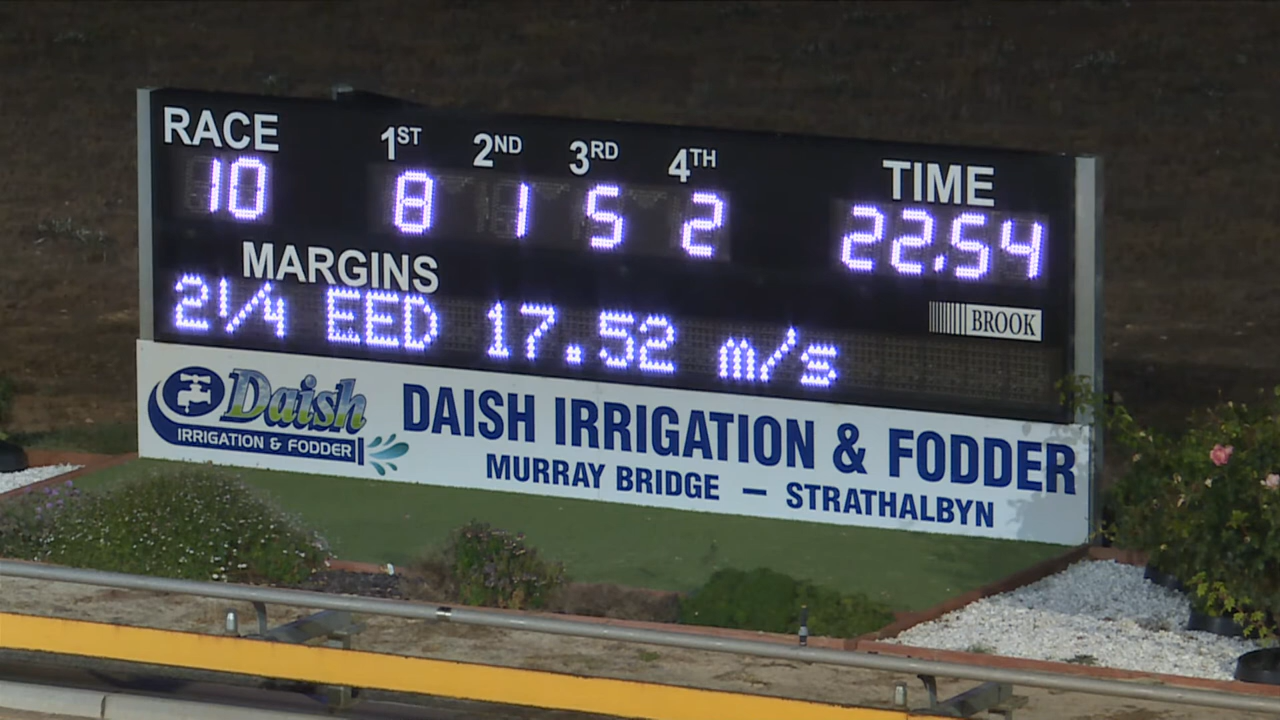 RACE 1ST 2ND 3RD 4TH TIME
10 8 1 5 2 22.54
MARGINS
2 1/4 EED 17.52 m/s
BROOK
Daish
IRRIGATION & FODDER
DAISH IRRIGATION & FODDER
MURRAY BRIDGE – STRATHALBYN